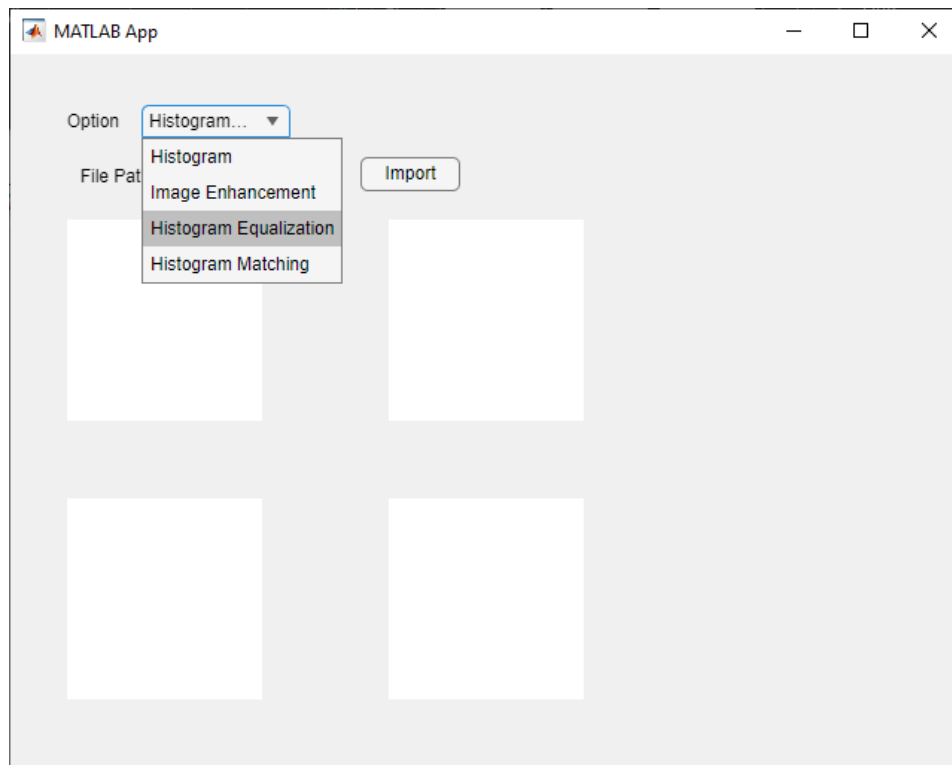 MATLAB App
Option Histogram...
Histogram
File Pat
Import
Image Enhancement
Histogram Equalization
Histogram Matching